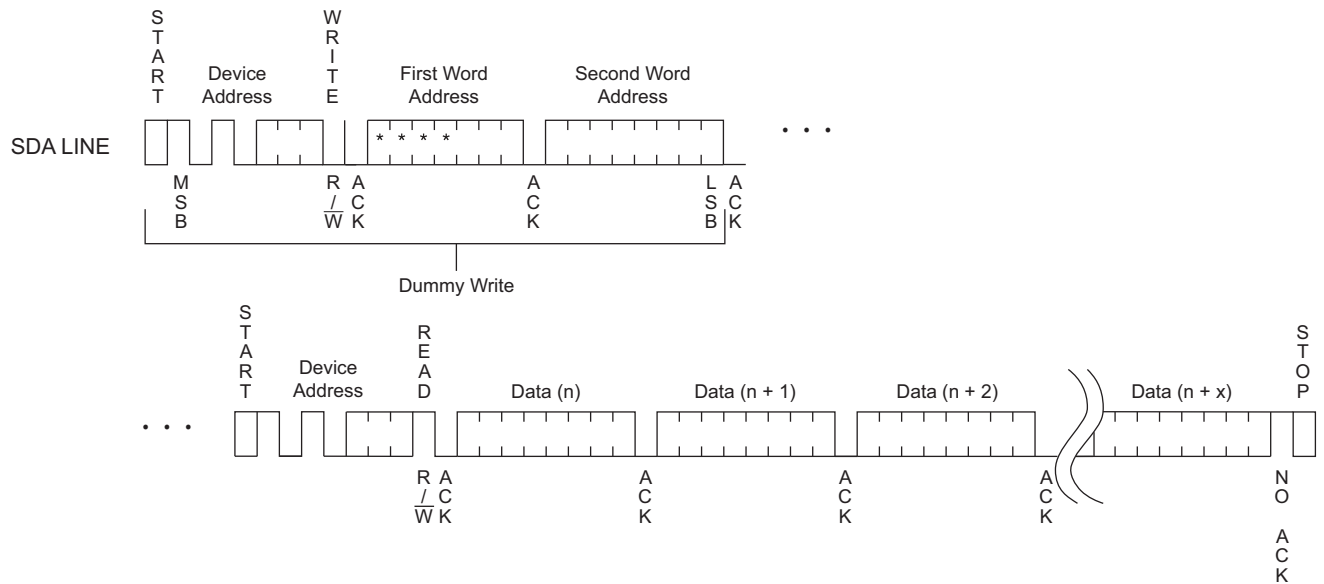 START
WRITE
Device
Address
First Word
Address
Second Word
Address
SDA LINE
* * * *
. . .
MSB
R/W
ACK
ACK
LSB
ACK
Dummy Write
START
READ
STOP
Device
Address
Data (n)
Data (n + 1)
Data (n + 2)
Data (n + x)
. . .
R/W
ACK
ACK
ACK
ACK
NO ACK